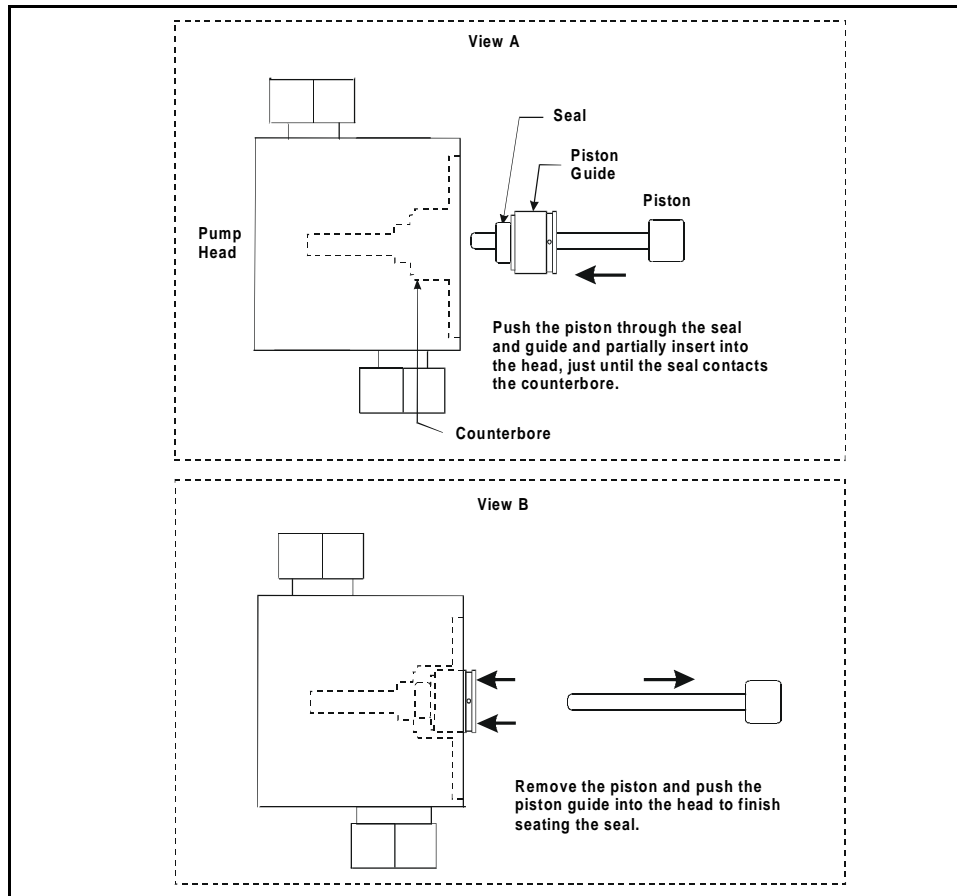 View A
Seal
Piston
Guide
Piston
Pump
Head
Push the piston through the seal
and guide and partially insert into
the head, just until the seal contacts
the counterbore.
Counterbore
View B
Remove the piston and push the
piston guide into the head to finish
seating the seal.